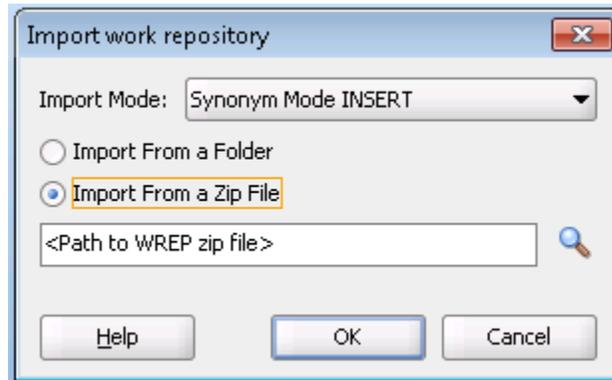 Import work repository
Import Mode: Synonym Mode INSERT
Import From a Folder
Import From a Zip File
<Path to WREP zip file>
Help OK Cancel